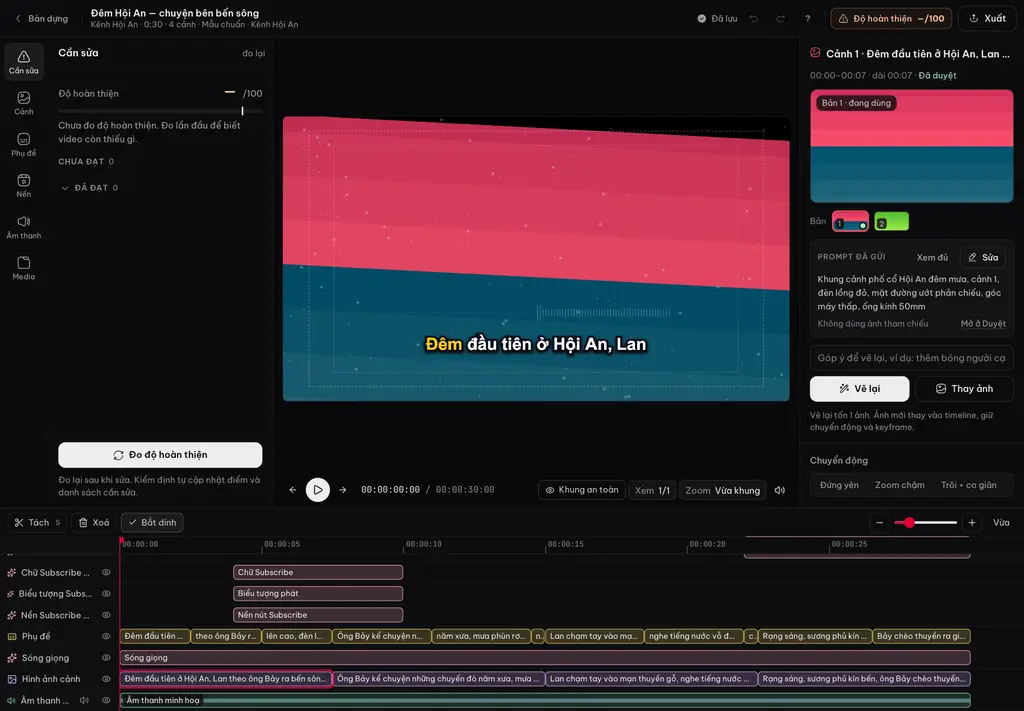 Bàn dựng
Đêm Hội An — chuyện bên bến sông
Kênh Hội An · 0:30 · 4 cảnh · Mẫu chuẩn · Kênh Hội An
Đã lưu
?
Độ hoàn thiện —/100
Xuất
Cần sửa
Cảnh
Phụ đề
Nền
Âm thanh
Media
Cần sửa
đo lại
Độ hoàn thiện
— /100
Chưa đo độ hoàn thiện. Đo lần đầu để biết
video còn thiếu gì.
CHƯA ĐẠT 0
ĐÃ ĐẠT 0
Đo độ hoàn thiện
Đo lại sau khi sửa. Kiểm định tự cập nhật điểm và
danh sách cần sửa.
Đêm đầu tiên ở Hội An, Lan
00:00:00:00 / 00:00:30:00
Khung an toàn
Xem 1/1
Zoom Vừa khung
Cảnh 1 · Đêm đầu tiên ở Hội An, Lan ...
00:00–00:07 · dài 00:07 · Đã duyệt
Bản 1 · đang dùng
Bản
1
2
PROMPT ĐÃ GỬI
Xem đủ
Sửa
Khung cảnh phố cổ Hội An đêm mưa, cảnh 1,
đèn lồng đỏ, mặt đường ướt phản chiếu, góc
máy thấp, ống kính 50mm
Không dùng ảnh tham chiếu
Mở ở Duyệt
Góp ý để vẽ lại, ví dụ: thêm bóng người cạ
Vẽ lại
Thay ảnh
Vẽ lại tốn 1 ảnh. Ảnh mới thay vào timeline, giữ
chuyển động và keyframe.
Chuyển động
Đứng yên
Zoom chậm
Trôi + co giãn
Tách S
Xoá
Bắt dính
Vừa
00:00:00
00:00:05
00:00:10
00:00:15
00:00:20
00:00:25
Chữ Subscribe ...
Chữ Subscribe
Biểu tượng Subs...
Biểu tượng phát
Nền Subscribe ...
Nền nút Subscribe
Phụ đề
Đêm đầu tiên ...
theo ông Bảy r...
lên cao, đèn l...
Ông Bảy kể chuyện n...
năm xưa, mưa phùn rơ...
n.
Lan chạm tay vào mạ...
nghe tiếng nước vỗ đ...
c.
Rạng sáng, sương phủ kín ...
Bảy chèo thuyền ra gi...
Sóng giọng
Sóng giọng
Hình ảnh cảnh
Đêm đầu tiên ở Hội An, Lan theo ông Bảy ra bến sôn...
Ông Bảy kể chuyện những chuyến đò năm xưa, mưa ...
Lan chạm tay vào mạn thuyền gỗ, nghe tiếng nước ...
Rạng sáng, sương phủ kín bến, ông Bảy chèo thuyền...
Âm thanh ...
Âm thanh minh hoạ